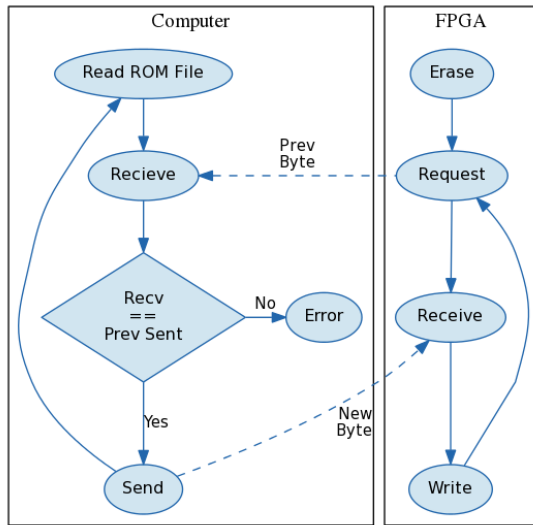 Computer
FPGA
Read ROM File
Erase
Prev
Byte
Recieve
Request
Recv
==
Prev Sent
No
Error
Receive
Yes
New
Byte
Send
Write